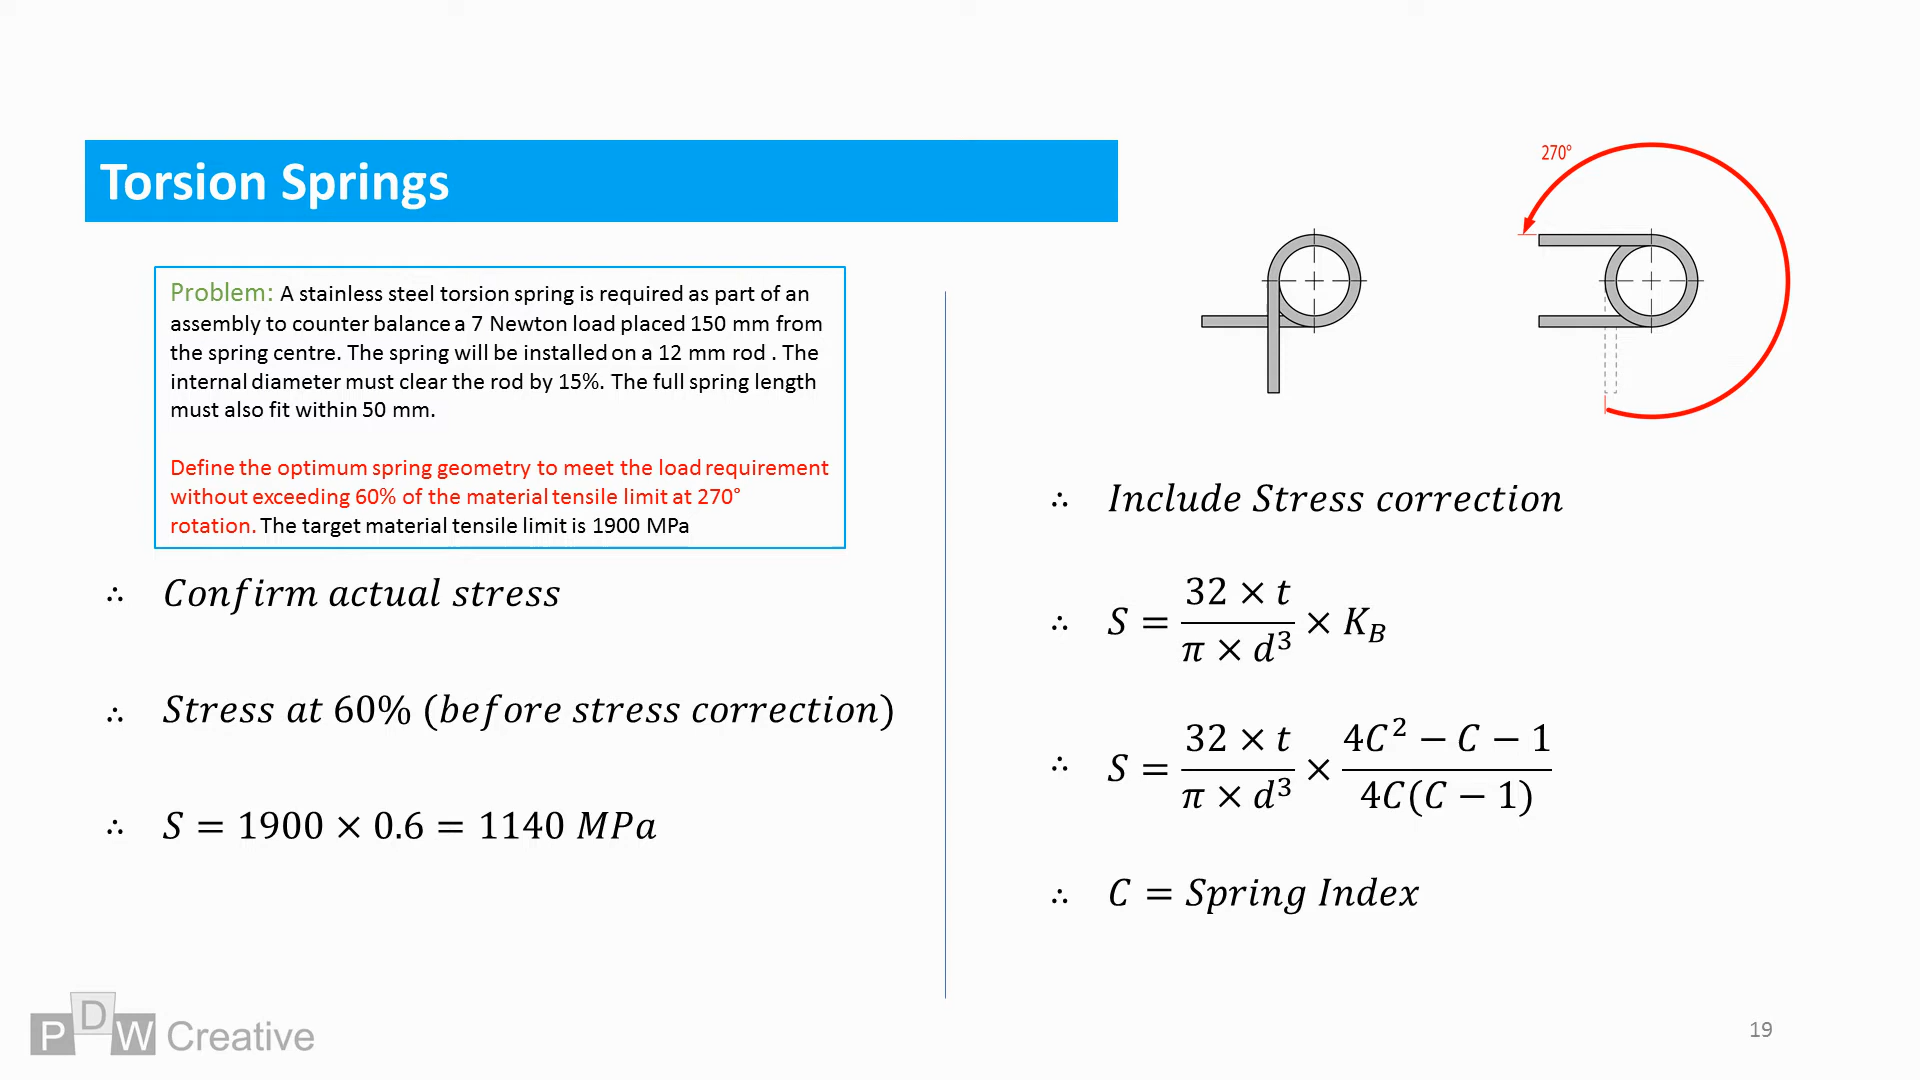 Torsion Springs
270°
Problem: A stainless steel torsion spring is required as part of an
assembly to counter balance a 7 Newton load placed 150 mm from
the spring centre. The spring will be installed on a 12 mm rod . The
internal diameter must clear the rod by 15%. The full spring length
must also fit within 50 mm.
Define the optimum spring geometry to meet the load requirement
without exceeding 60% of the material tensile limit at 270°
rotation. The target material tensile limit is 1900 MPa
∴ Confirm actual stress
∴ Stress at 60% (before stress correction)
∴ S = 1900 × 0.6 = 1140 MPa
∴ Include Stress correction
∴ S = (32 × t)/(π × d³) × K_B
∴ S = (32 × t)/(π × d³) × (4C² − C − 1)/(4C(C − 1))
∴ C = Spring Index
PDW Creative
19